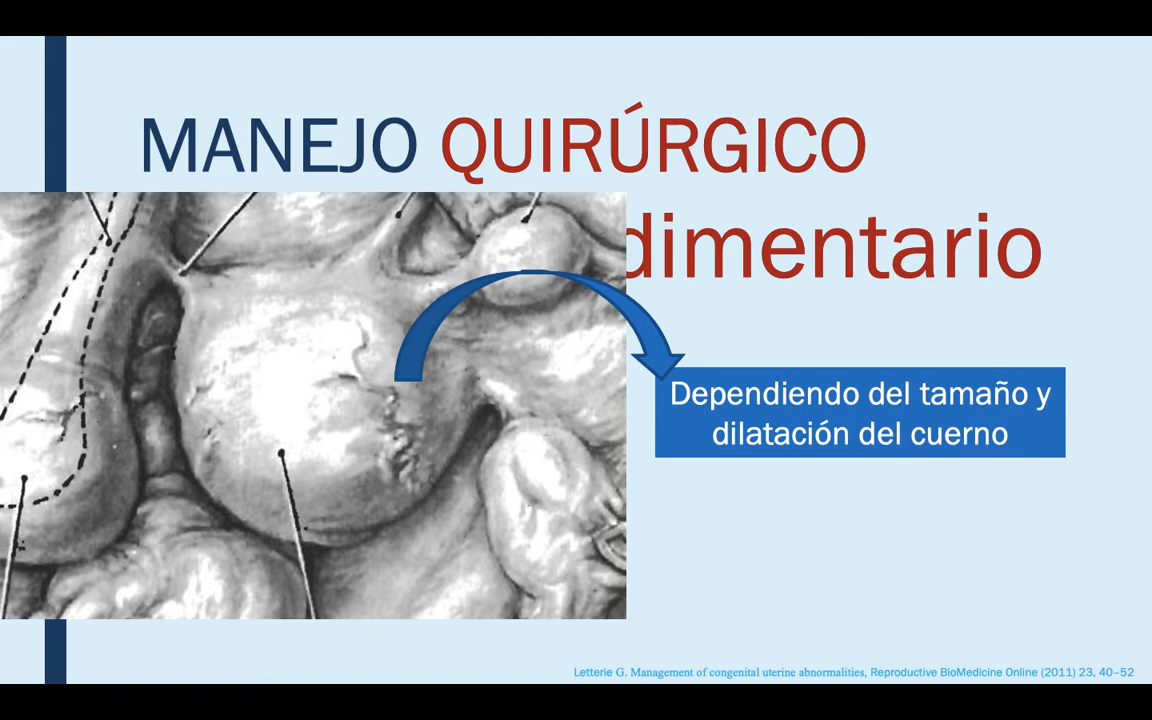 MANEJO QUIRÚRGICO
dimentario
Dependiendo del tamaño y
dilatación del cuerno
Letterie G. Management of congenital uterine abnormalities, Reproductive BioMedicine Online (2011) 23, 40–52